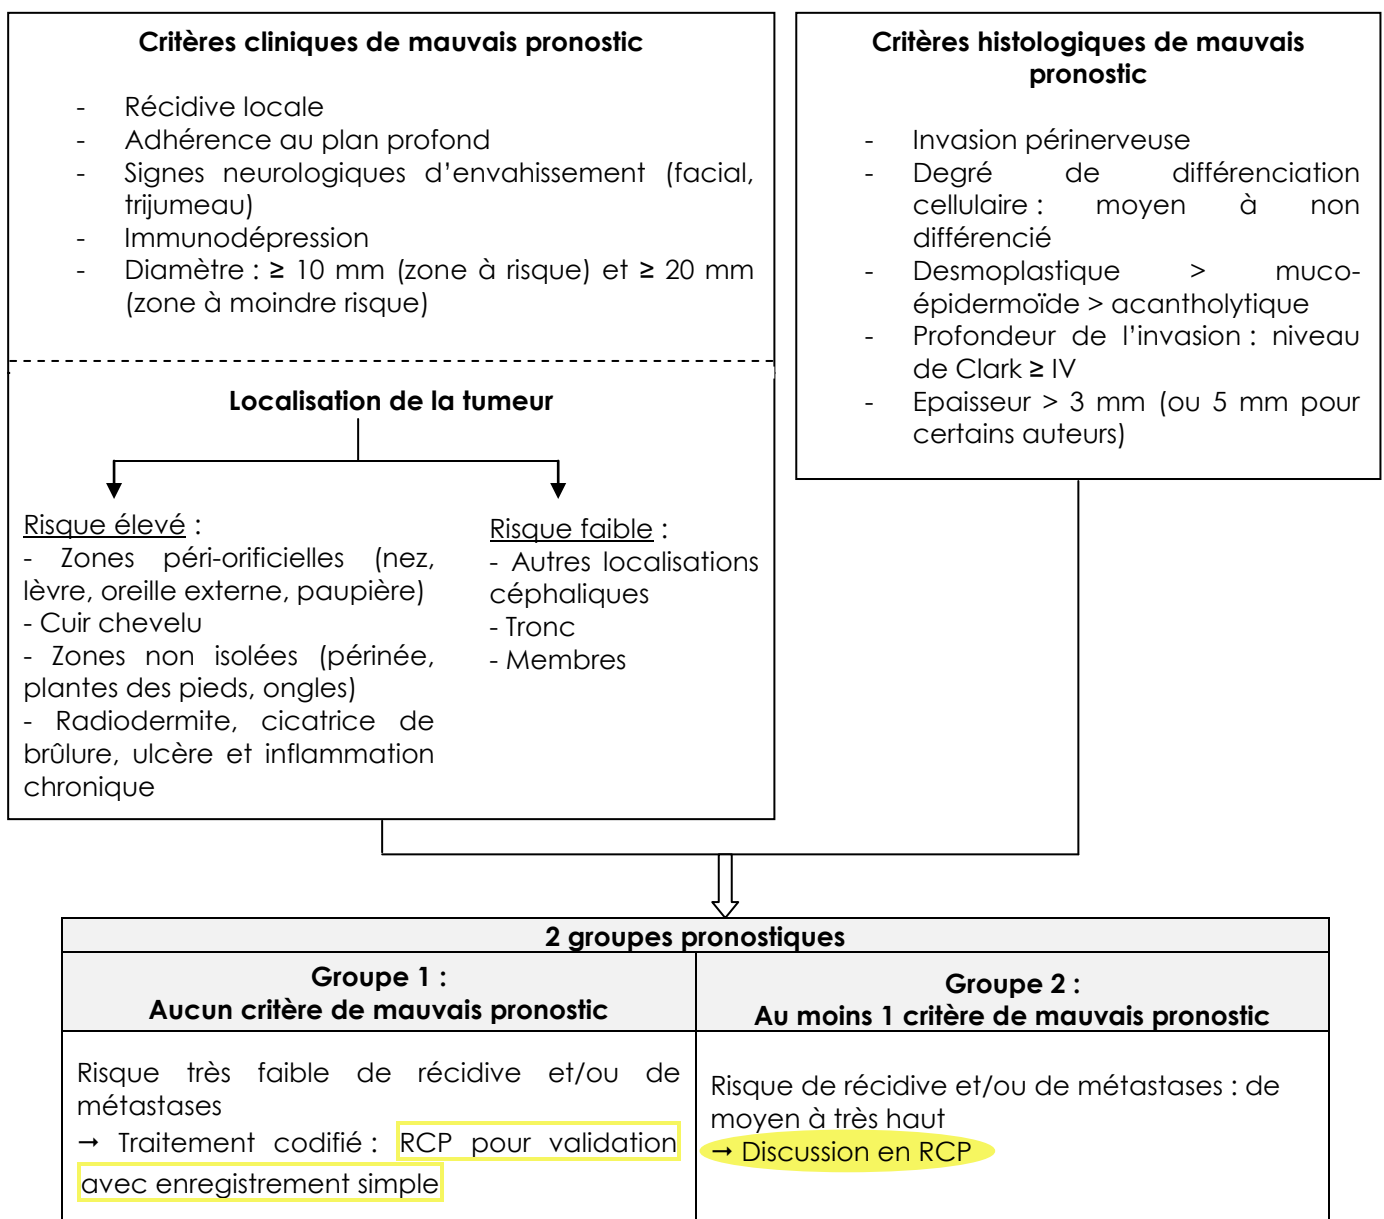 Critères cliniques de mauvais pronostic
- Récidive locale
- Adhérence au plan profond
- Signes neurologiques d’envahissement (facial,
trijumeau)
- Immunodépression
- Diamètre : ≥ 10 mm (zone à risque) et ≥ 20 mm
(zone à moindre risque)
Localisation de la tumeur
Risque élevé :
- Zones péri-orificielles (nez,
lèvre, oreille externe, paupière)
- Cuir chevelu
- Zones non isolées (périnée,
plantes des pieds, ongles)
- Radiodermite, cicatrice de
brûlure, ulcère et inflammation
chronique
Risque faible :
- Autres localisations
céphaliques
- Tronc
- Membres
Critères histologiques de mauvais
pronostic
- Invasion périnerveuse
- Degré de différenciation
cellulaire : moyen à non
différencié
- Desmoplastique > muco-
épidermoïde > acantholytique
- Profondeur de l’invasion : niveau
de Clark ≥ IV
- Epaisseur > 3 mm (ou 5 mm pour
certains auteurs)
2 groupes pronostiques
Groupe 1 :
Aucun critère de mauvais pronostic
Groupe 2 :
Au moins 1 critère de mauvais pronostic
Risque très faible de récidive et/ou de
métastases
→ Traitement codifié : RCP pour validation
avec enregistrement simple
Risque de récidive et/ou de métastases : de
moyen à très haut
→ Discussion en RCP